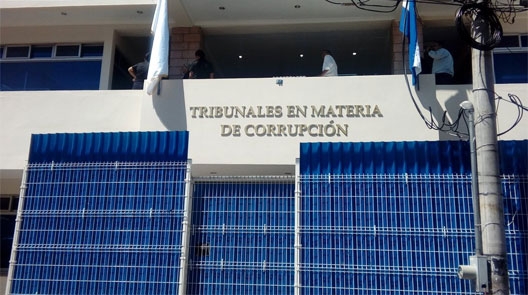 TRIBUNALES EN MATERIA
DE CORRUPCIÓN